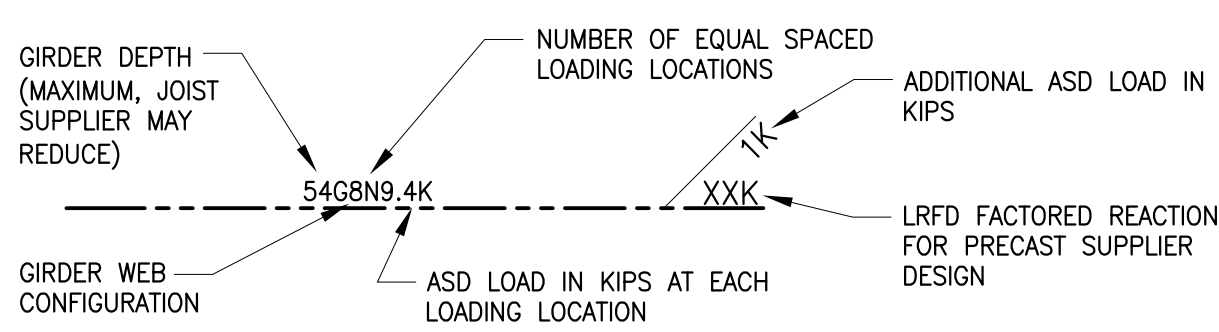 GIRDER DEPTH
(MAXIMUM, JOIST
SUPPLIER MAY
REDUCE)
NUMBER OF EQUAL SPACED
LOADING LOCATIONS
ADDITIONAL ASD LOAD IN
KIPS
1K
54G8N9.4K
XXK
LRFD FACTORED REACTION
FOR PRECAST SUPPLIER
DESIGN
GIRDER WEB
CONFIGURATION
ASD LOAD IN KIPS AT EACH
LOADING LOCATION